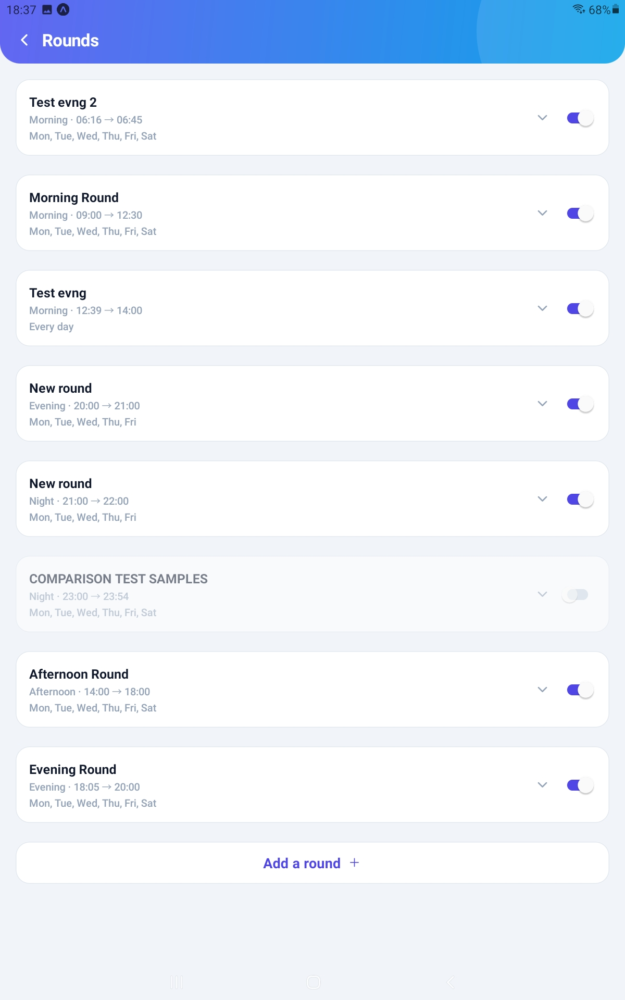 18:37
68%
Rounds
Test evng 2
Morning · 06:16 → 06:45
Mon, Tue, Wed, Thu, Fri, Sat
Morning Round
Morning · 09:00 → 12:30
Mon, Tue, Wed, Thu, Fri, Sat
Test evng
Morning · 12:39 → 14:00
Every day
New round
Evening · 20:00 → 21:00
Mon, Tue, Wed, Thu, Fri
New round
Night · 21:00 → 22:00
Mon, Tue, Wed, Thu, Fri
COMPARISON TEST SAMPLES
Night · 23:00 → 23:54
Mon, Tue, Wed, Thu, Fri, Sat
Afternoon Round
Afternoon · 14:00 → 18:00
Mon, Tue, Wed, Thu, Fri, Sat
Evening Round
Evening · 18:05 → 20:00
Mon, Tue, Wed, Thu, Fri, Sat
Add a round +